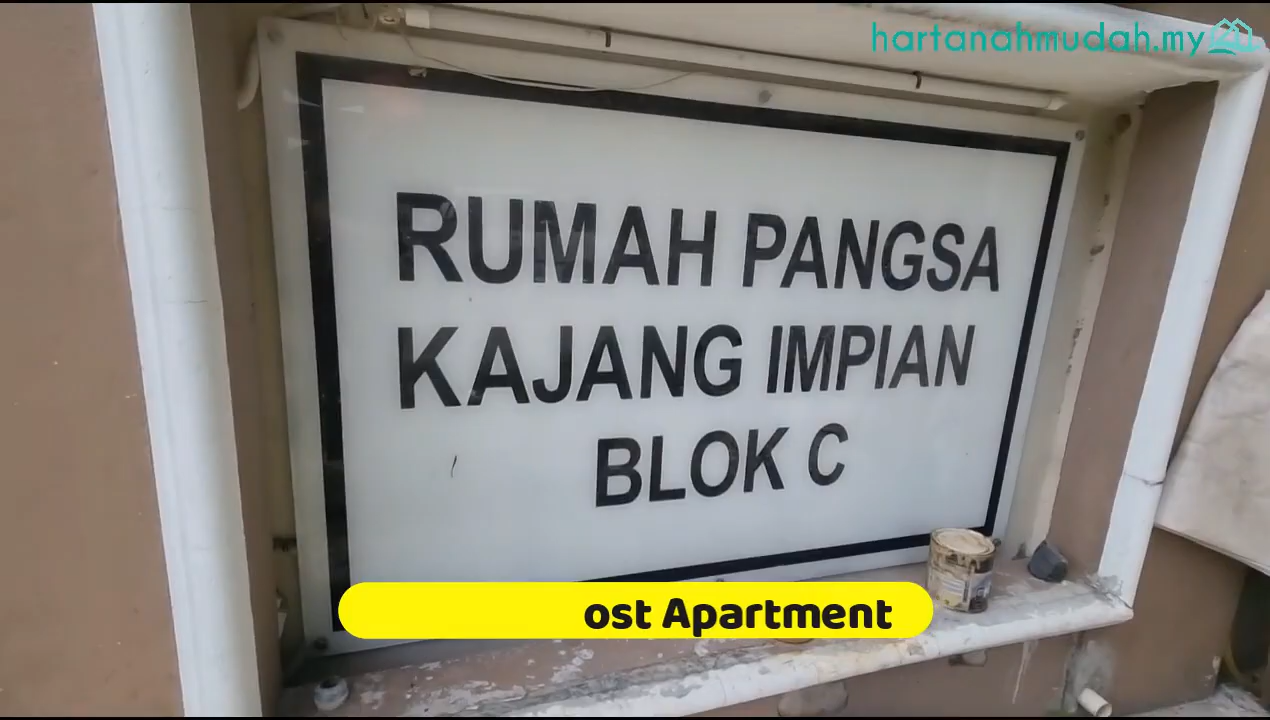 hartanahmudah.my
RUMAH PANGSA
KAJANG IMPIAN
BLOK C
ost Apartment